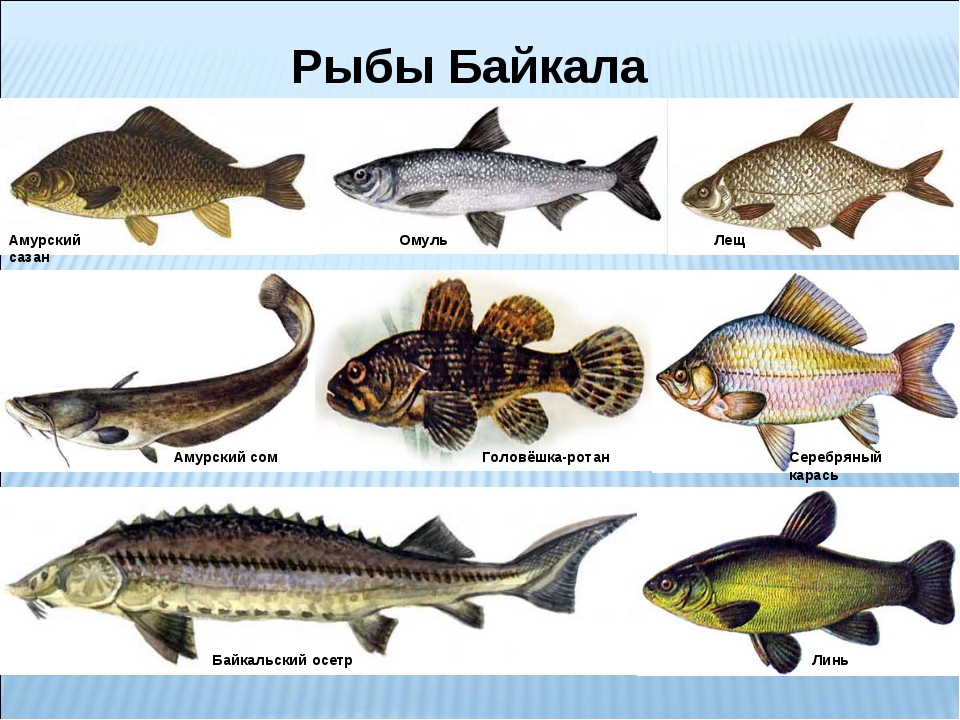 Рыбы Байкала
Амурский
сазан
Омуль
Лещ
Амурский сом
Головёшка-ротан
Серебряный
карась
Байкальский осетр
Линь